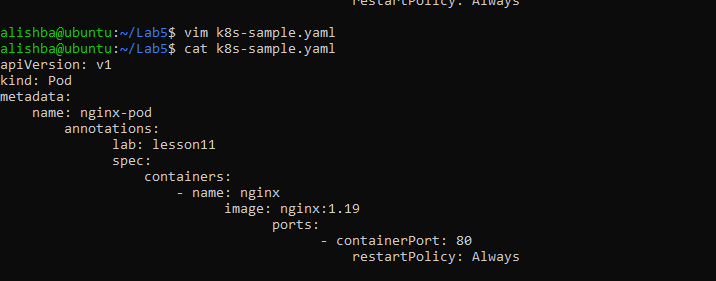 restartPolicy: Always
alishba@ubuntu:~/Lab5$ vim k8s-sample.yaml
alishba@ubuntu:~/Lab5$ cat k8s-sample.yaml
apiVersion: v1
kind: Pod
metadata:
    name: nginx-pod
        annotations:
              lab: lesson11
              spec:
                  containers:
                      - name: nginx
                            image: nginx:1.19
                                  ports:
                                        - containerPort: 80
                                            restartPolicy: Always